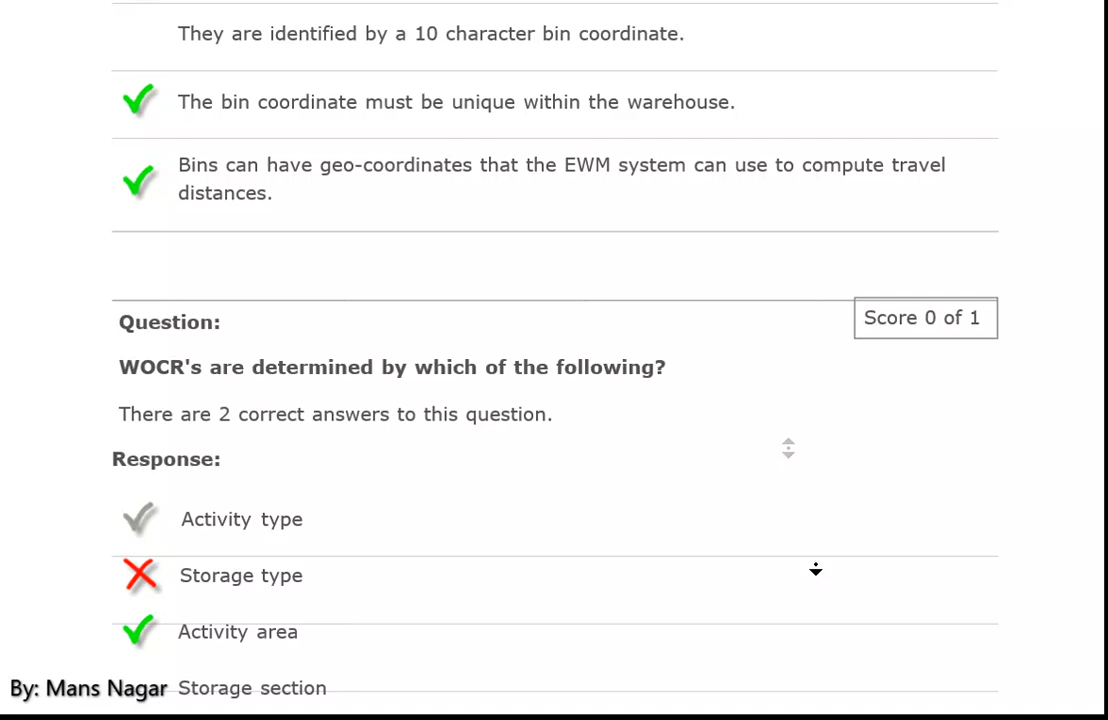 They are identified by a 10 character bin coordinate.
The bin coordinate must be unique within the warehouse.
Bins can have geo-coordinates that the EWM system can use to compute travel
distances.
Score 0 of 1
Question:
WOCR's are determined by which of the following?
There are 2 correct answers to this question.
Response:
Activity type
Storage type
Activity area
By: Mans Nagar
Storage section